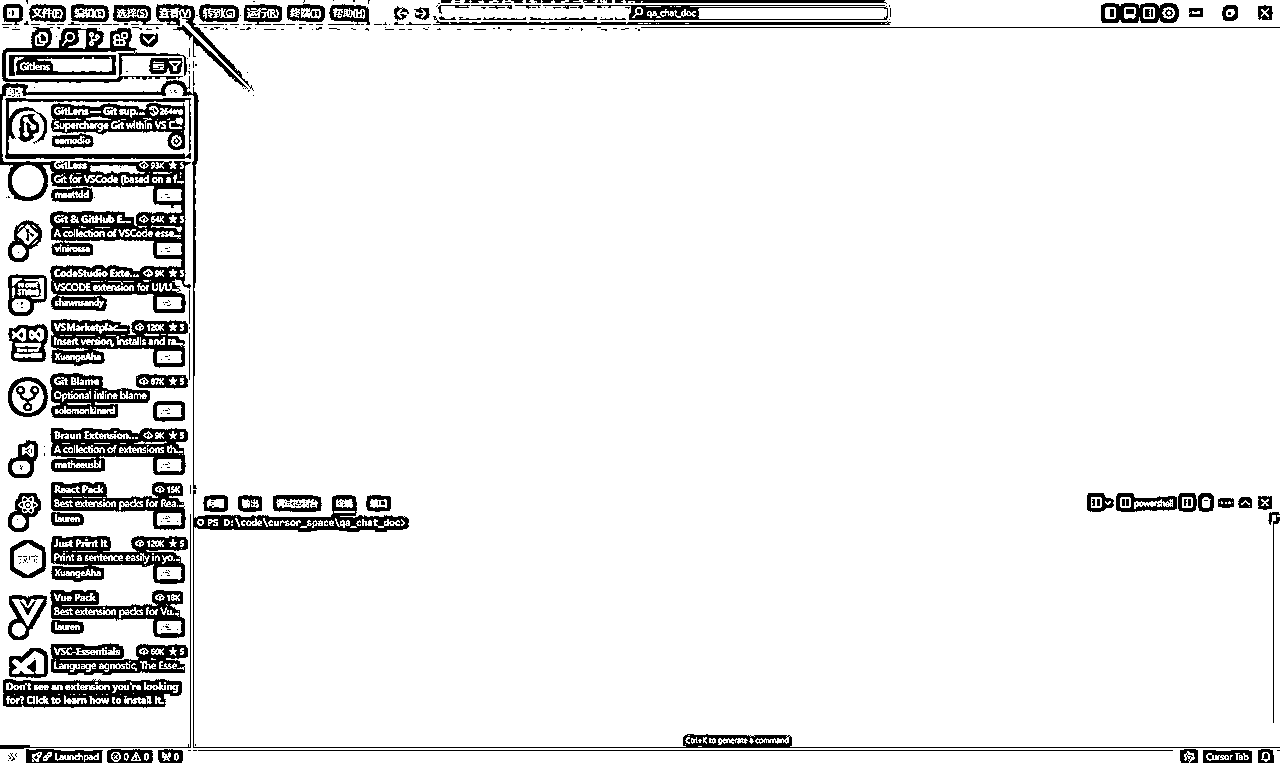 文件(F) 编辑(E) 选择(S) 查看(V) 转到(G) 运行(R) 终端(T) 帮助(H)
qa_chat_doc
Gitlens
GitLens — Git sup...
Supercharge Git within VS C...
eamodio
GitLess 93K ★ 5
Git for VSCode (based on a f...
maattdd
Git & GitHub E... 64K ★ 5
A collection of VSCode esse...
vinirossa
CodeStudio Exte... 9K ★ 5
VSCODE extension for UI/U...
shawnsandy
VSMarketplac... 120K ★ 5
Insert version, installs and ra...
XuangeAha
Git Blame 87K ★ 5
Optional inline blame
solomonkinard
Braun Extension... 9K ★ 5
A collection of extensions th...
matheusbl
React Pack 15K
Best extension packs for Rea...
lauren
Just Print It 120K ★ 5
Print a sentence easily in yo...
XuangeAha
Vue Pack 18K
Best extension packs for Vu...
lauren
VSC-Essentials 60K ★ 5
Language agnostic, The Esse...
Don't see an extension you're looking
for? Click to learn how to install it.
问题 输出 调试控制台 终端 端口
powershell
PS D:\code\cursor_space\qa_chat_doc>
Ctrl+K to generate a command
Launchpad 0 0 0
Cursor Tab